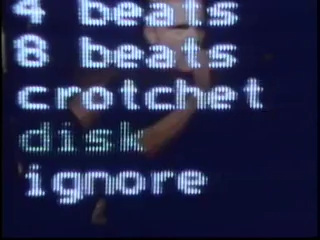 4 beats
8 beats
crotchet
disk
ignore